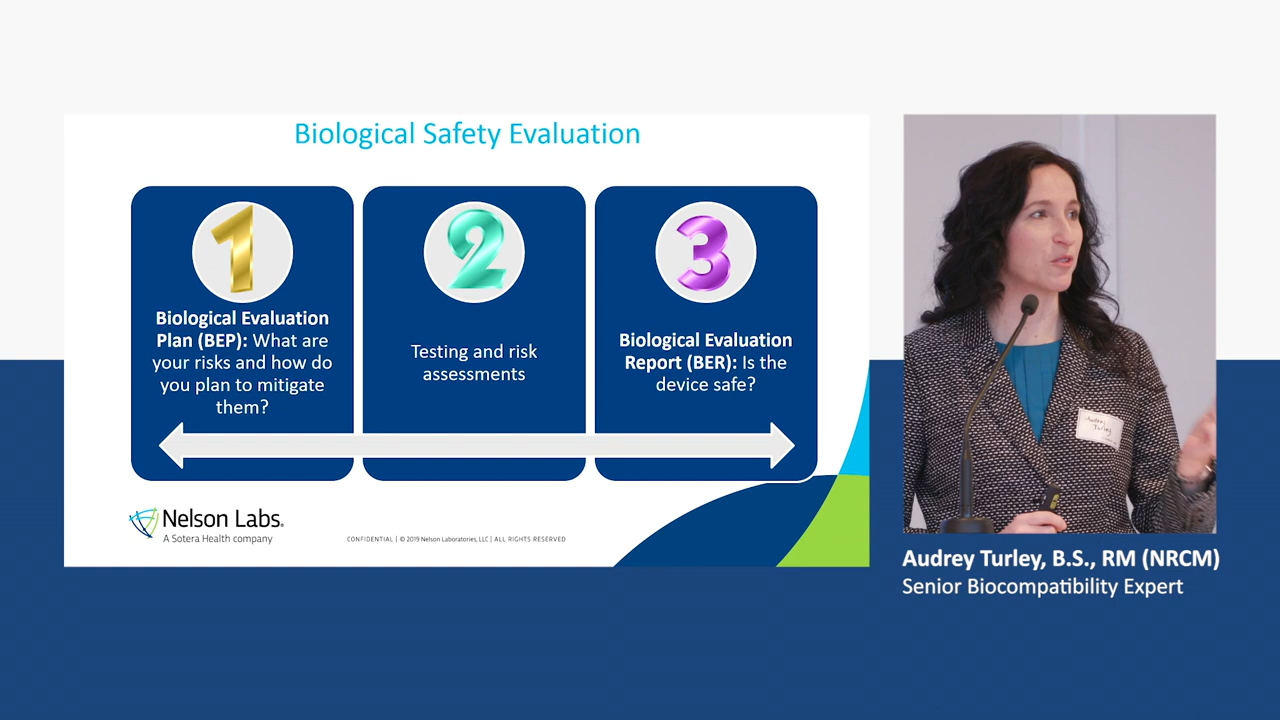 Biological Safety Evaluation
1
Biological Evaluation
Plan (BEP): What are
your risks and how do
you plan to mitigate
them?
2
Testing and risk
assessments
3
Biological Evaluation
Report (BER): Is the
device safe?
Nelson Labs®
A Sotera Health company
CONFIDENTIAL | © 2019 Nelson Laboratories, LLC | ALL RIGHTS RESERVED
Audrey
Turley
Audrey Turley, B.S., RM (NRCM)
Senior Biocompatibility Expert